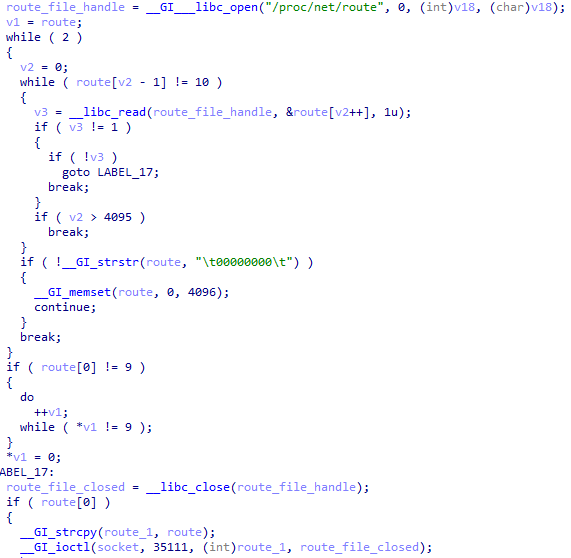 route_file_handle = __GI___libc_open("/proc/net/route", 0, (int)v18, (char)v18);
v1 = route;
while ( 2 )
{
v2 = 0;
while ( route[v2 - 1] != 10 )
{
v3 = __libc_read(route_file_handle, &route[v2++], 1u);
if ( v3 != 1 )
{
if ( !v3 )
goto LABEL_17;
break;
}
if ( v2 > 4095 )
break;
}
if ( !__GI_strstr(route, "\t00000000\t") )
{
__GI_memset(route, 0, 4096);
continue;
}
break;
}
if ( route[0] != 9 )
{
do
++v1;
while ( *v1 != 9 );
}
*v1 = 0;
ABEL_17:
route_file_closed = __libc_close(route_file_handle);
if ( route[0] )
{
__GI_strcpy(route_1, route);
__GI_ioctl(socket, 35111, (int)route_1, route_file_closed);